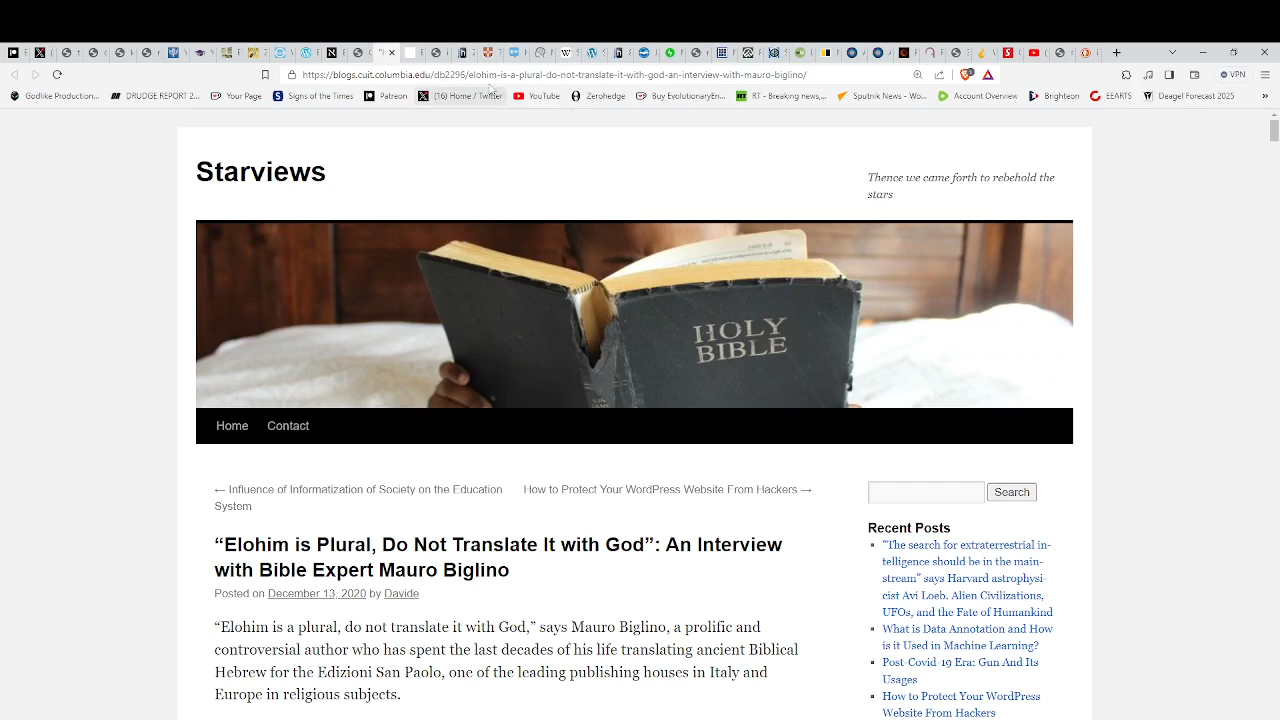 https://blogs.cuit.columbia.edu/db2296/elohim-is-a-plural-do-not-translate-it-with-god-an-interview-with-mauro-biglino/
VPN
Godlike Production...
DRUDGE REPORT 2...
Your Page
Signs of the Times
Patreon
(16) Home / Twitter
YouTube
Zerohedge
Buy EvolutionaryEn...
RT - Breaking news,...
Sputnik News - Wo...
Account Overview
Brighteon
EEARTS
Deagel Forecast 2025
Starviews
Thence we came forth to rebehold the
stars
HOLY
BIBLE
Home
Contact
← Influence of Informatization of Society on the Education
System
How to Protect Your WordPress Website From Hackers →
Search
“Elohim is Plural, Do Not Translate It with God”: An Interview
with Bible Expert Mauro Biglino
Posted on December 13, 2020 by Davide
“Elohim is a plural, do not translate it with God,” says Mauro Biglino, a prolific and
controversial author who has spent the last decades of his life translating ancient Biblical
Hebrew for the Edizioni San Paolo, one of the leading publishing houses in Italy and
Europe in religious subjects.
Recent Posts
"The search for extraterrestrial in-
telligence should be in the main-
stream” says Harvard astrophysi-
cist Avi Loeb. Alien Civilizations,
UFOs, and the Fate of Humankind
What is Data Annotation and How
is it Used in Machine Learning?
Post-Covid-19 Era: Gun And Its
Usages
How to Protect Your WordPress
Website From Hackers